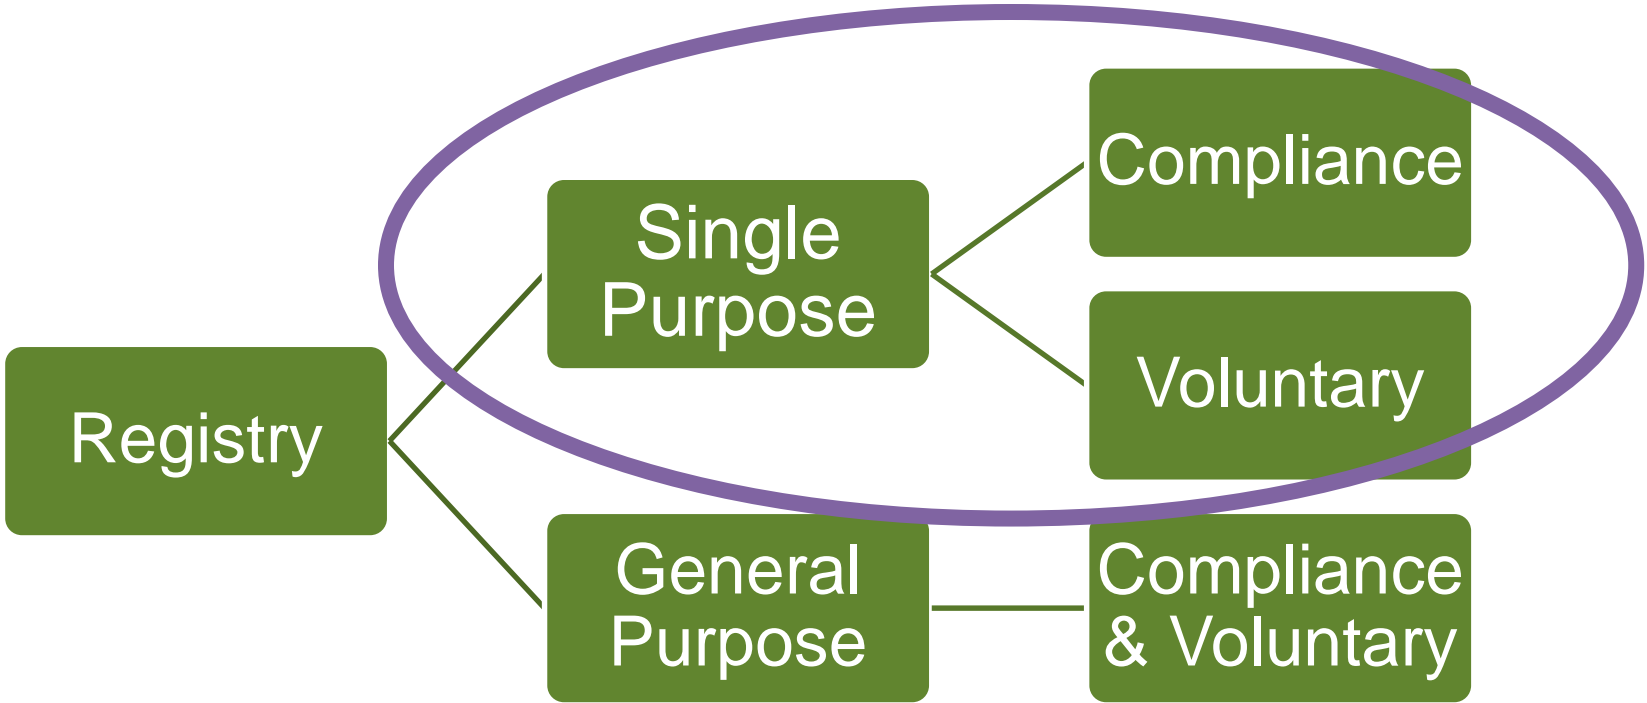 Registry
Single
Purpose
Compliance
Voluntary
General
Purpose
Compliance
& Voluntary